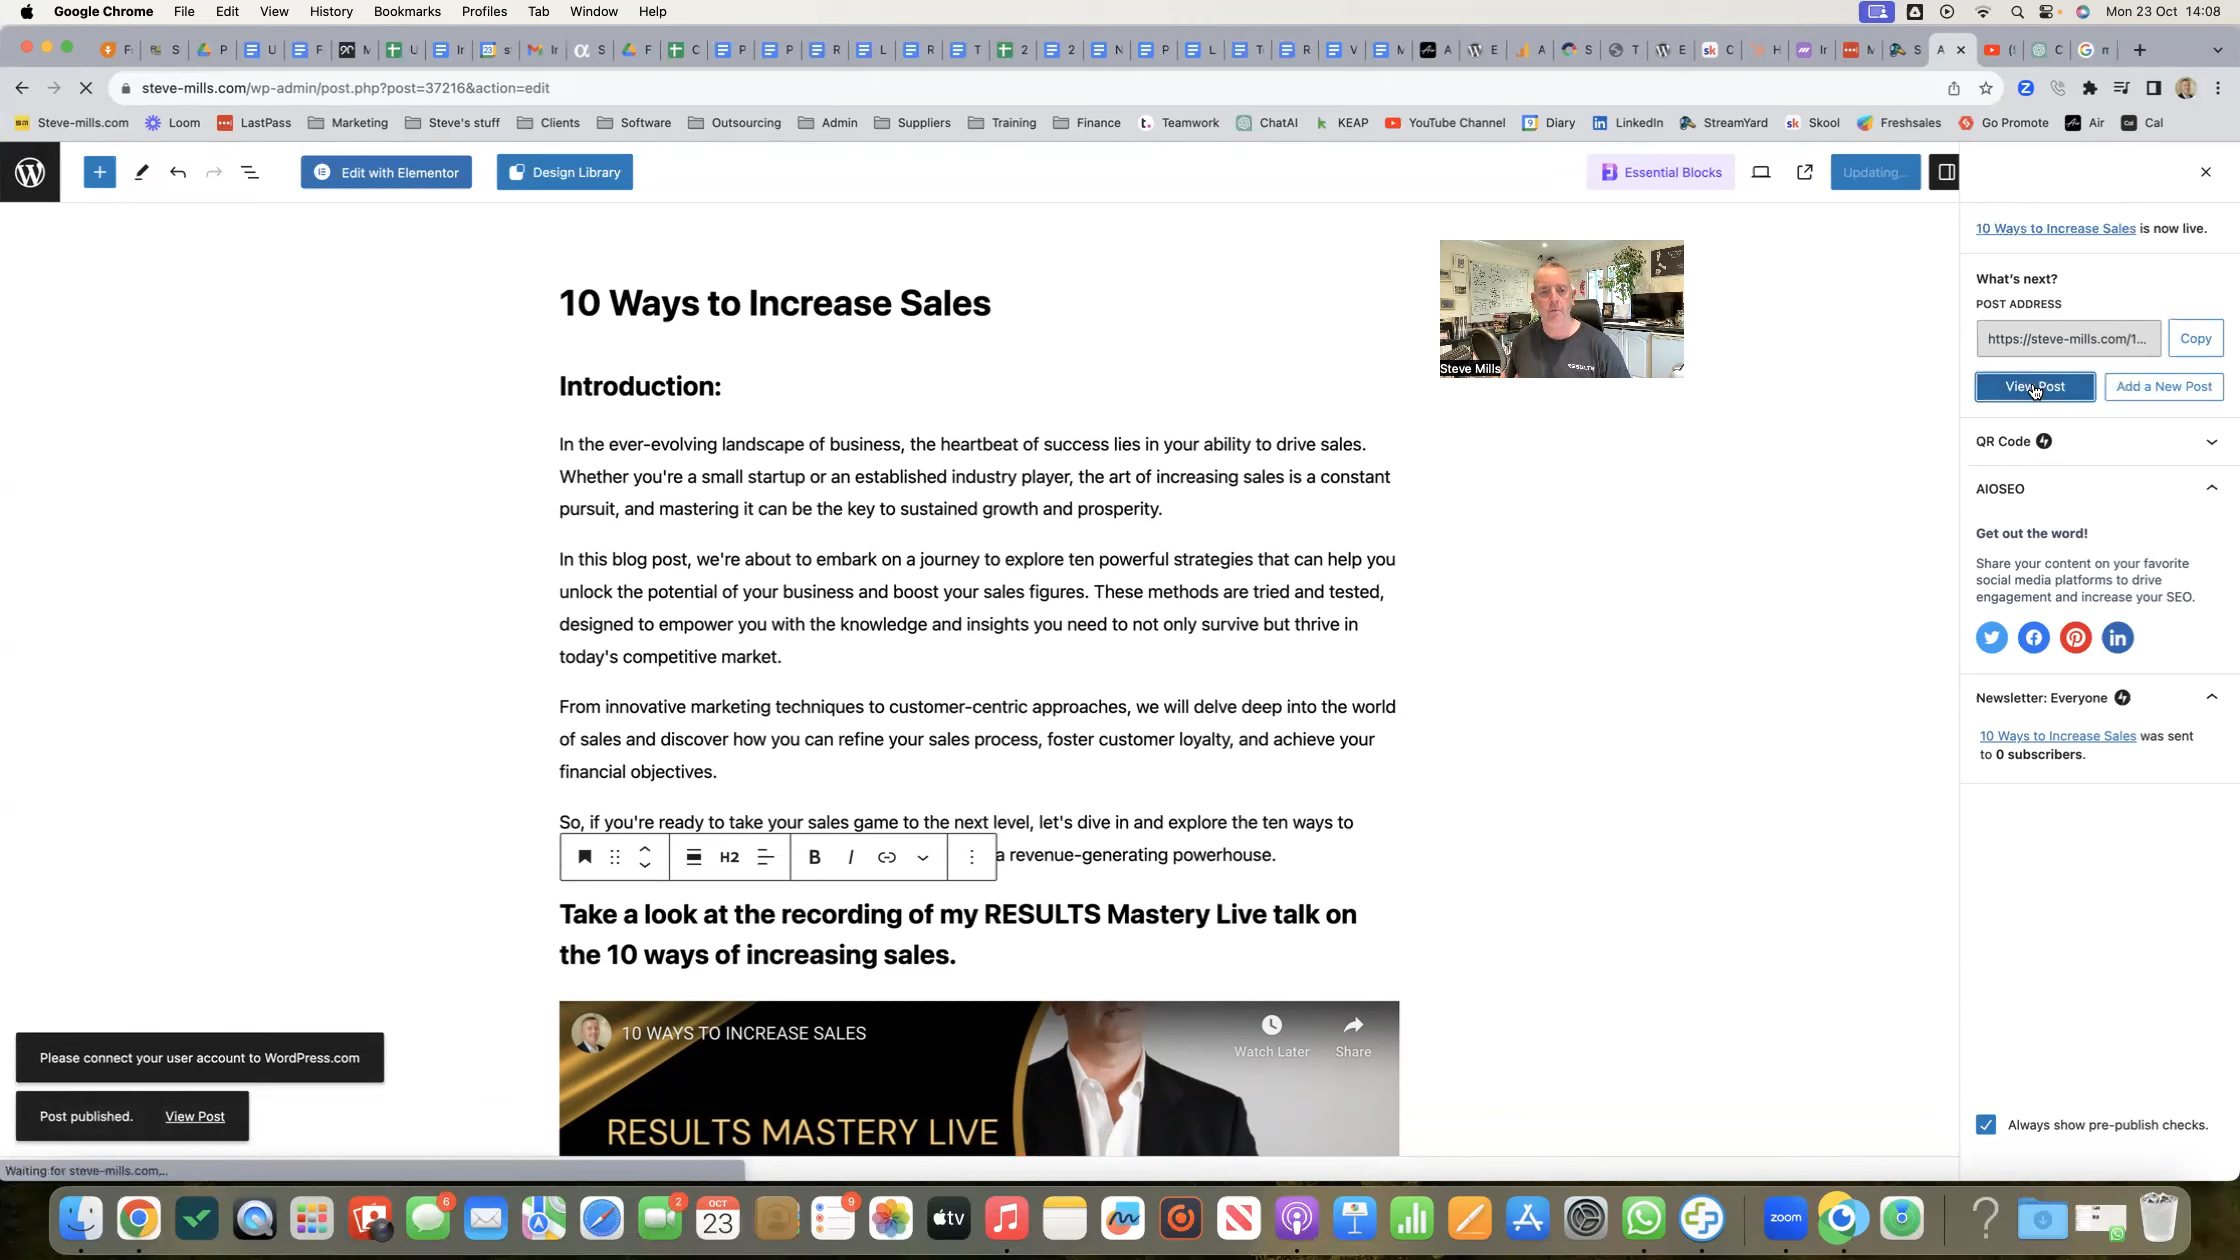 Google Chrome File Edit View History Bookmarks Profiles Tab Window Help
Mon 23 Oct 14:08
steve-mills.com/wp-admin/post.php?post=37216&action=edit
Steve-mills.com Loom LastPass Marketing Steve's stuff Clients Software Outsourcing Admin Suppliers Training Finance Teamwork ChatAI KEAP YouTube Channel Diary LinkedIn StreamYard Skool Freshsales Go Promote Air Cal
Edit with Elementor
Design Library
Essential Blocks
Updating...
10 Ways to Increase Sales is now live.
What's next?
POST ADDRESS
https://steve-mills.com/1...
Copy
View Post
Add a New Post
QR Code
AIOSEO
Get out the word!
Share your content on your favorite
social media platforms to drive
engagement and increase your SEO.
Newsletter: Everyone
10 Ways to Increase Sales was sent
to 0 subscribers.
Always show pre-publish checks.
Steve Mills
10 Ways to Increase Sales
Introduction:
In the ever-evolving landscape of business, the heartbeat of success lies in your ability to drive sales.
Whether you're a small startup or an established industry player, the art of increasing sales is a constant
pursuit, and mastering it can be the key to sustained growth and prosperity.
In this blog post, we're about to embark on a journey to explore ten powerful strategies that can help you
unlock the potential of your business and boost your sales figures. These methods are tried and tested,
designed to empower you with the knowledge and insights you need to not only survive but thrive in
today's competitive market.
From innovative marketing techniques to customer-centric approaches, we will delve deep into the world
of sales and discover how you can refine your sales process, foster customer loyalty, and achieve your
financial objectives.
So, if you're ready to take your sales game to the next level, let's dive in and explore the ten ways to
a revenue-generating powerhouse.
H2 B I
Take a look at the recording of my RESULTS Mastery Live talk on
the 10 ways of increasing sales.
10 WAYS TO INCREASE SALES
Watch Later
Share
RESULTS MASTERY LIVE
Please connect your user account to WordPress.com
Post published. View Post
Waiting for steve-mills.com...
6
2
OCT
23
9
tv
zoom